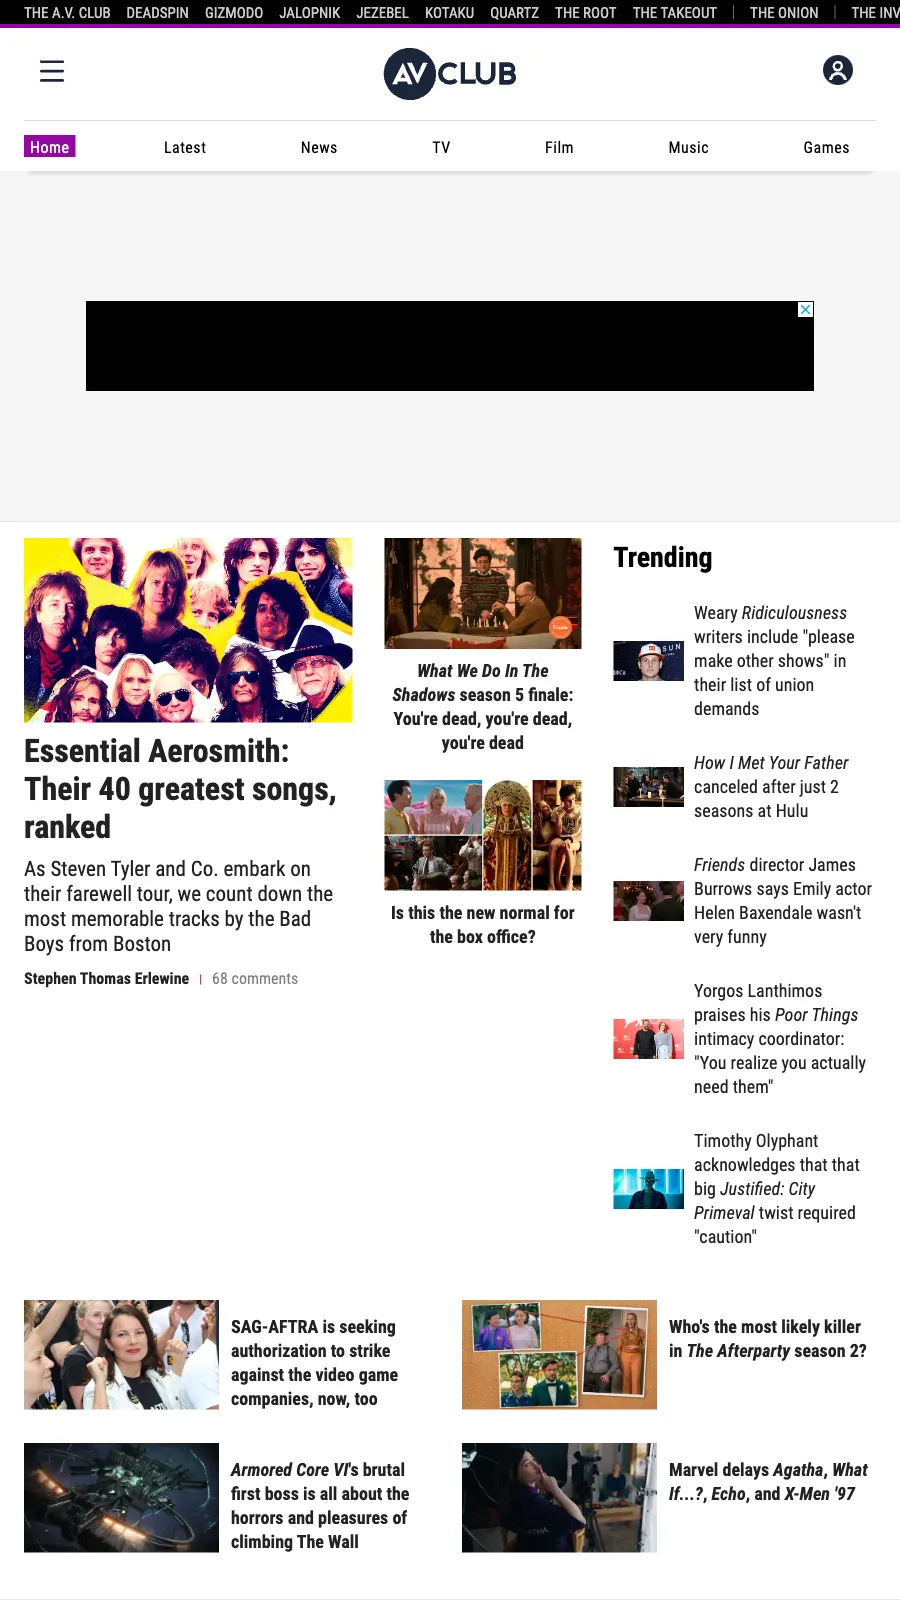 THE A.V. CLUB DEADSPIN GIZMODO JALOPNIK JEZEBEL KOTAKU QUARTZ THE ROOT THE TAKEOUT THE ONION THE INV
AV CLUB
Home Latest News TV Film Music Games
Essential Aerosmith:
Their 40 greatest songs,
ranked
As Steven Tyler and Co. embark on
their farewell tour, we count down the
most memorable tracks by the Bad
Boys from Boston
Stephen Thomas Erlewine | 68 comments
Finale
What We Do In The
Shadows season 5 finale:
You're dead, you're dead,
you're dead
Is this the new normal for
the box office?
Trending
Weary Ridiculousness
writers include "please
make other shows" in
their list of union
demands
How I Met Your Father
canceled after just 2
seasons at Hulu
Friends director James
Burrows says Emily actor
Helen Baxendale wasn't
very funny
Yorgos Lanthimos
praises his Poor Things
intimacy coordinator:
"You realize you actually
need them"
Timothy Olyphant
acknowledges that that
big Justified: City
Primeval twist required
"caution"
SAG-AFTRA is seeking
authorization to strike
against the video game
companies, now, too
Who's the most likely killer
in The Afterparty season 2?
Armored Core VI's brutal
first boss is all about the
horrors and pleasures of
climbing The Wall
Marvel delays Agatha, What
If...?, Echo, and X-Men '97